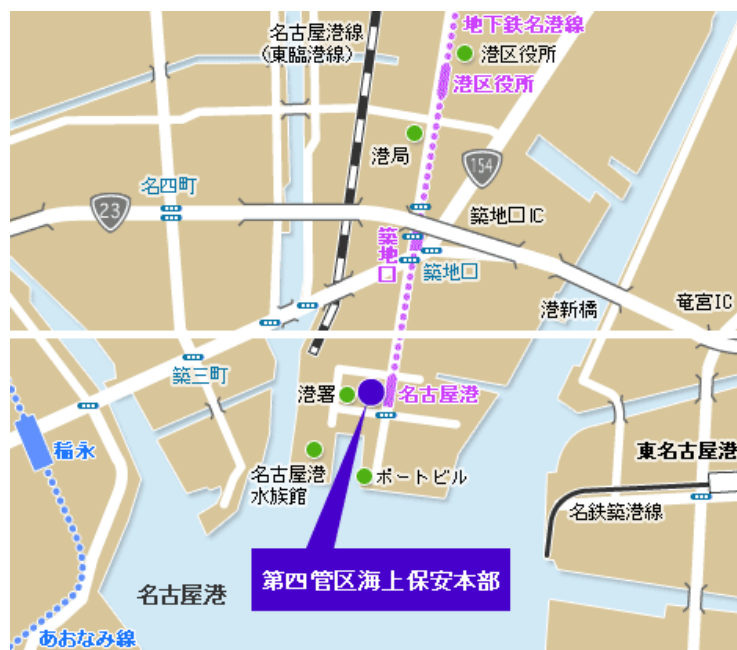 地下鉄名港線
名古屋港線
(東臨港線)
港区役所
港区役所
港局
154
名四町
23
築地口IC
築地口
築地口
港新橋
竜宮IC
築三町
港署
名古屋港
稲永
名古屋港
水族館
ポートビル
東名古屋港
名鉄築港線
第四管区海上保安本部
名古屋港
あおなみ線